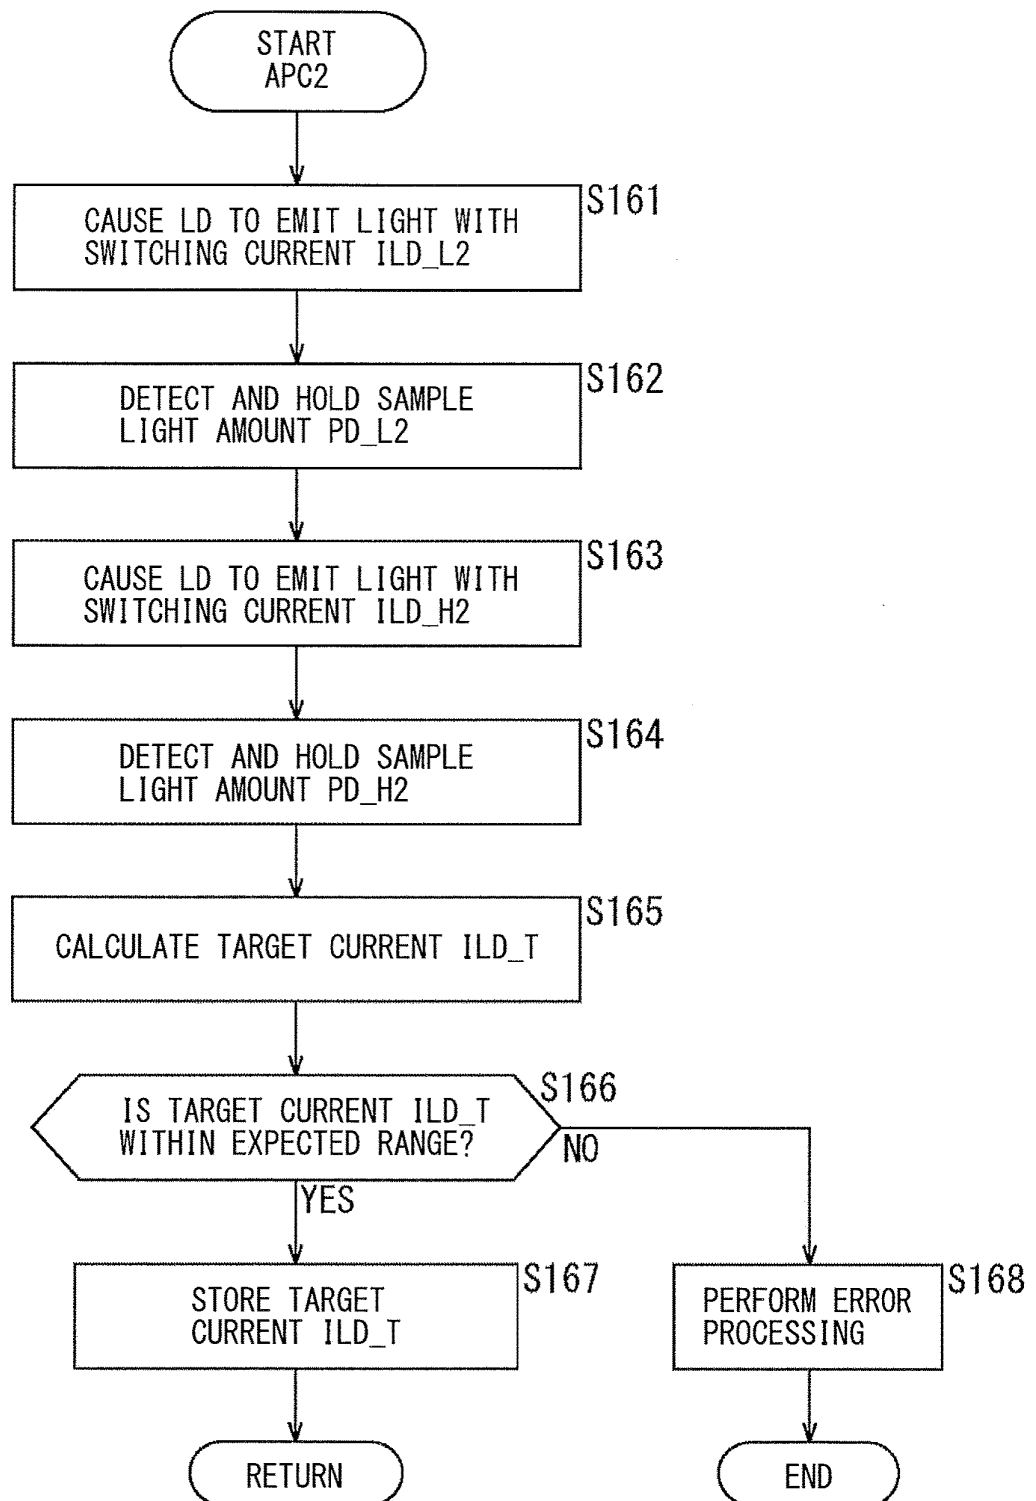 START
APC2
S161
CAUSE LD TO EMIT LIGHT WITH
SWITCHING CURRENT ILD_L2
S162
DETECT AND HOLD SAMPLE
LIGHT AMOUNT PD_L2
S163
CAUSE LD TO EMIT LIGHT WITH
SWITCHING CURRENT ILD_H2
S164
DETECT AND HOLD SAMPLE
LIGHT AMOUNT PD_H2
S165
CALCULATE TARGET CURRENT ILD_T
S166
IS TARGET CURRENT ILD_T
WITHIN EXPECTED RANGE?
NO
YES
S167
STORE TARGET
CURRENT ILD_T
S168
PERFORM ERROR
PROCESSING
RETURN
END